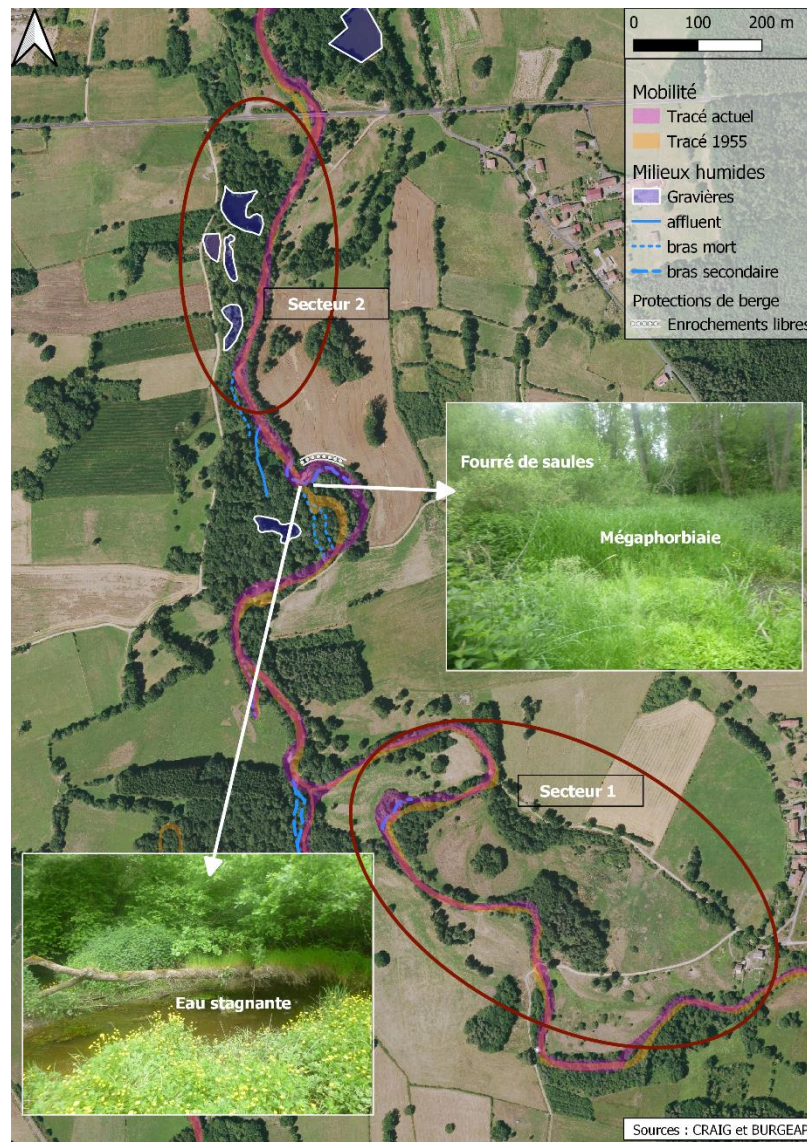 0 100 200 m
Mobilité
Tracé actuel
Tracé 1955
Milieux humides
Gravières
affluent
bras mort
bras secondaire
Protections de berge
Enrochements libres
Secteur 2
Fourré de saules
Mégaphorbiaie
Secteur 1
Eau stagnante
Sources : CRAIG et BURGEAP